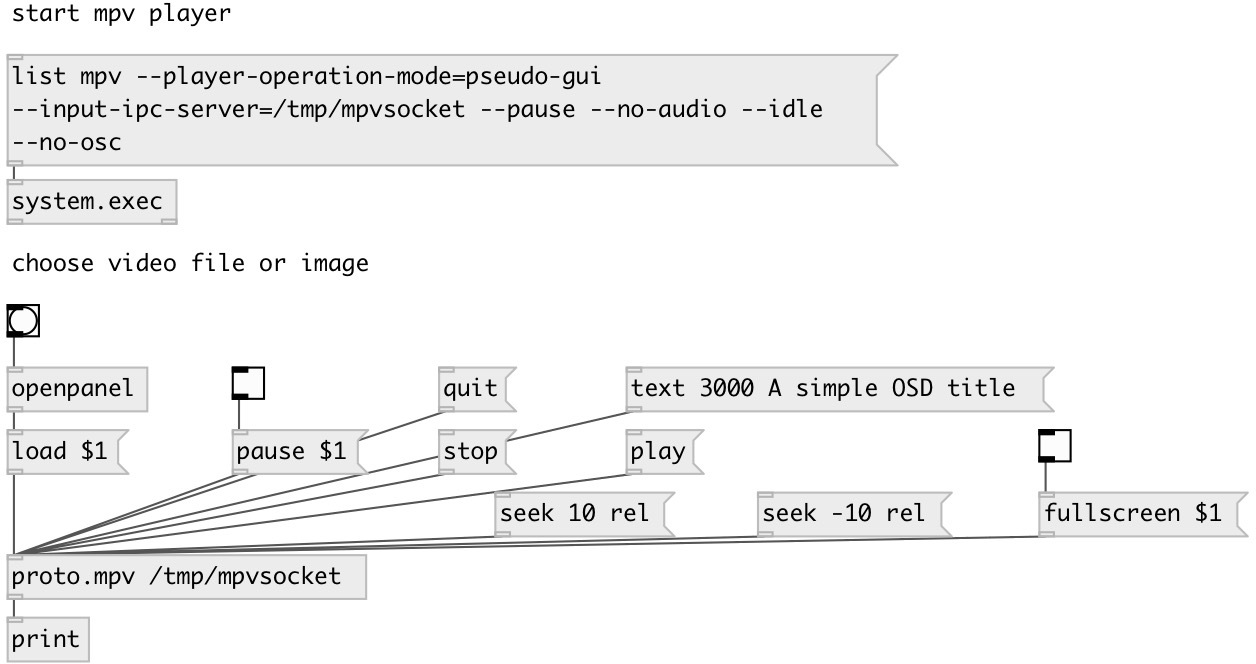 start mpv player
list mpv --player-operation-mode=pseudo-gui
--input-ipc-server=/tmp/mpvsocket --pause --no-audio --idle
--no-osc
system.exec
choose video file or image
openpanel
quit
text 3000 A simple OSD title
load $1
pause $1
stop
play
seek 10 rel
seek -10 rel
fullscreen $1
proto.mpv /tmp/mpvsocket
print